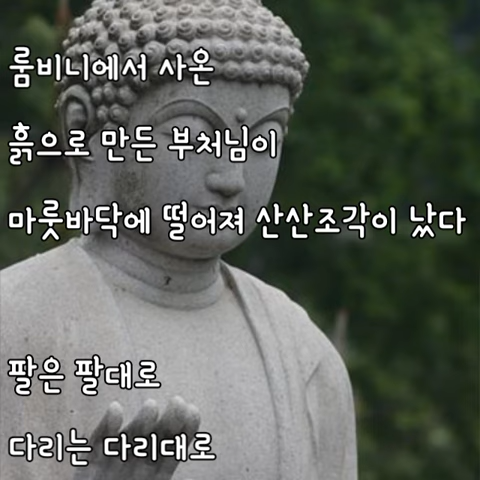 룸비니에서 사온
흙으로 만든 부처님이
마룻바닥에 떨어져 산산조각이 났다
팔은 팔대로
다리는 다리대로